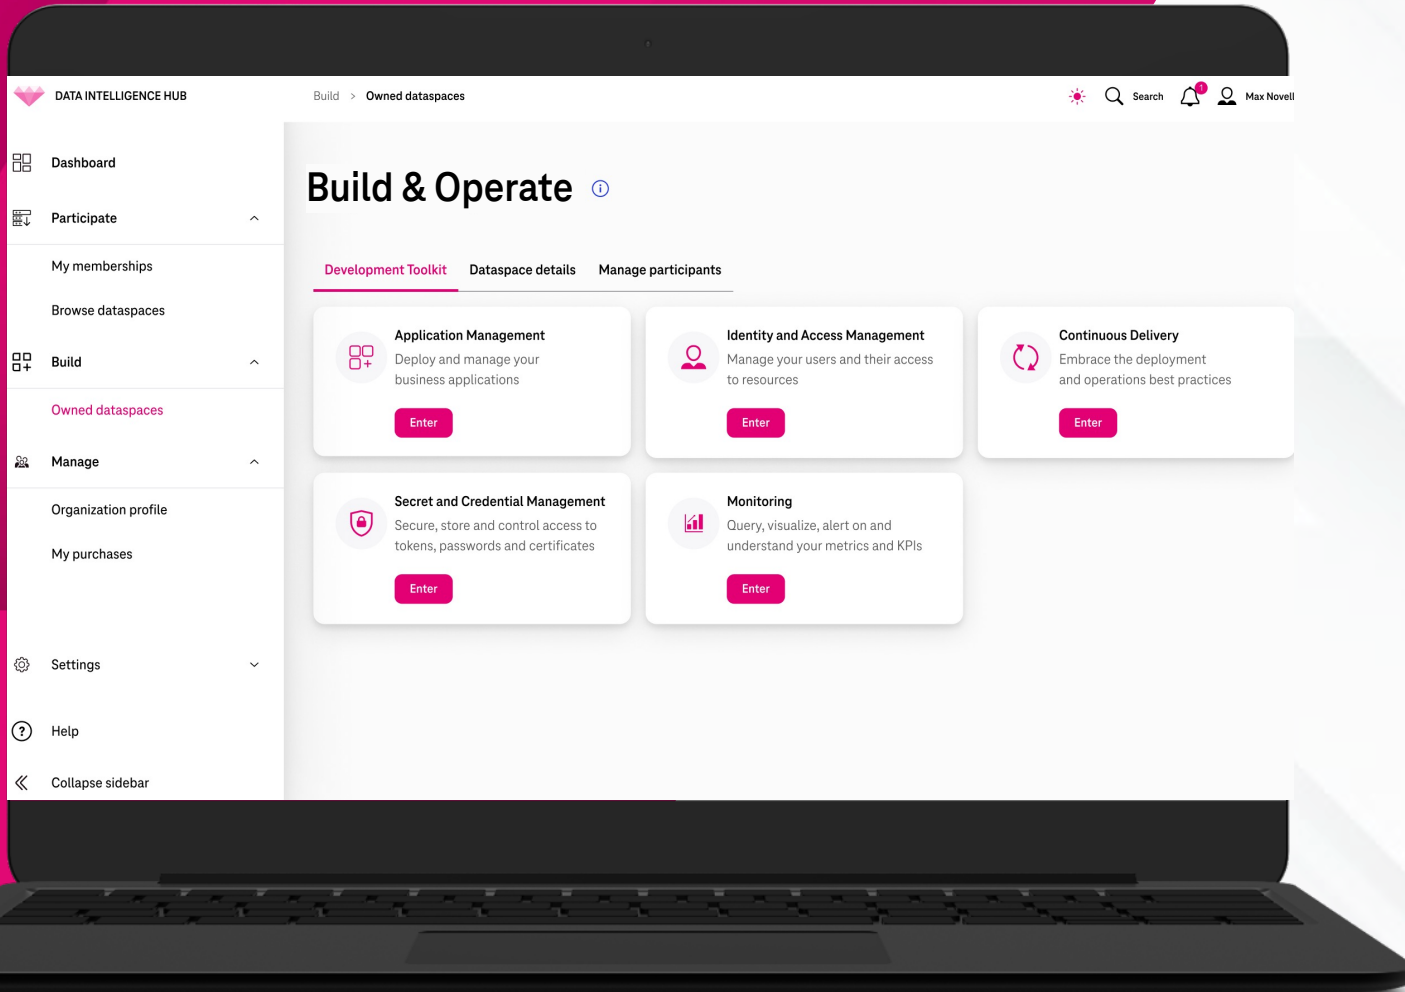 DATA INTELLIGENCE HUB
Build > Owned dataspaces
Search
1
Max Novell
Dashboard
Participate
My memberships
Browse dataspaces
Build
Owned dataspaces
Manage
Organization profile
My purchases
Settings
Help
Collapse sidebar
Build & Operate
Development Toolkit
Dataspace details
Manage participants
Application Management
Deploy and manage your
business applications
Enter
Identity and Access Management
Manage your users and their access
to resources
Enter
Continuous Delivery
Embrace the deployment
and operations best practices
Enter
Secret and Credential Management
Secure, store and control access to
tokens, passwords and certificates
Enter
Monitoring
Query, visualize, alert on and
understand your metrics and KPIs
Enter